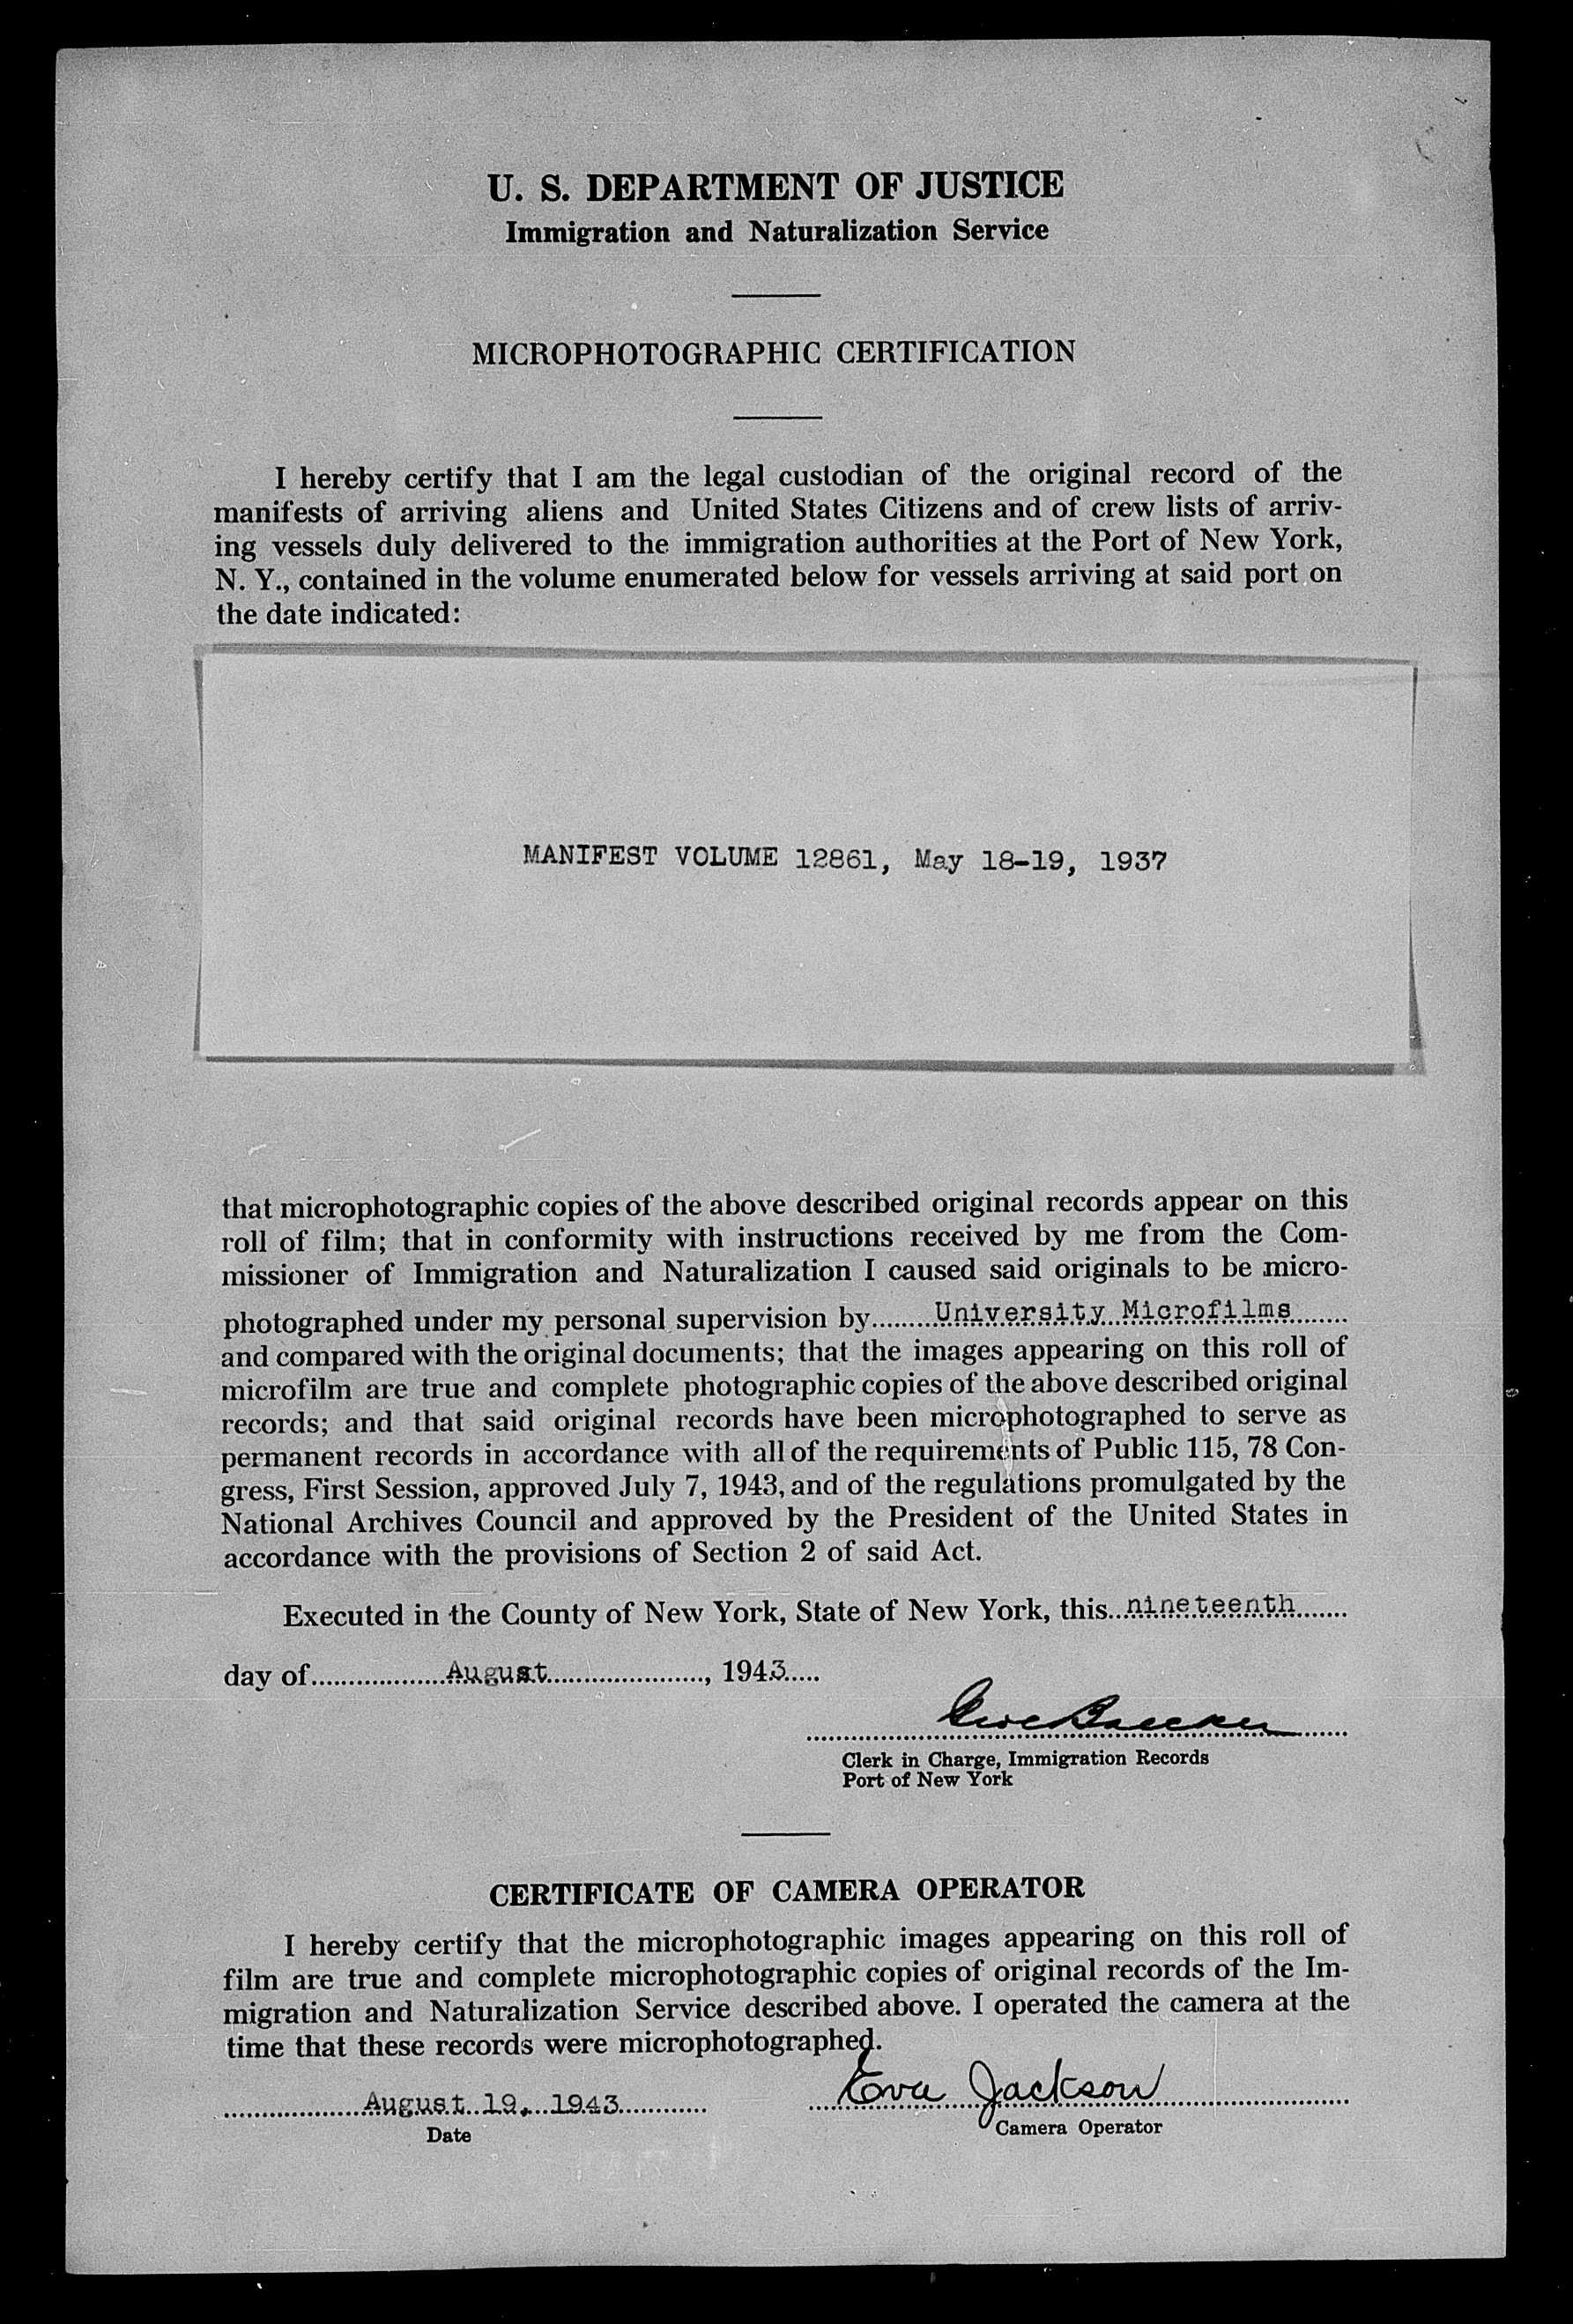 U. S. DEPARTMENT OF JUSTICE
Immigration and Naturalization Service
MICROPHOTOGRAPHIC CERTIFICATION
I hereby certify that I am the legal custodian of the original record of the
manifests of arriving aliens and United States Citizens and of crew lists of arriv-
ing vessels duly delivered to the immigration authorities at the Port of New York,
N. Y., contained in the volume enumerated below for vessels arriving at said port on
the date indicated:
MANIFEST VOLUME 12861, May 18-19, 1937
that microphotographic copies of the above described original records appear on this
roll of film; that in conformity with instructions received by me from the Com-
missioner of Immigration and Naturalization I caused said originals to be micro-
photographed under my personal supervision by........University Microfilms.......
and compared with the original documents; that the images appearing on this roll of
microfilm are true and complete photographic copies of the above described original
records; and that said original records have been microphotographed to serve as
permanent records in accordance with all of the requirements of Public 115, 78 Con-
gress, First Session, approved July 7, 1943, and of the regulations promulgated by the
National Archives Council and approved by the President of the United States in
accordance with the provisions of Section 2 of said Act.
Executed in the County of New York, State of New York, this..nineteenth.......
day of..................August......................, 1943.....
Clerk in Charge, Immigration Records
Port of New York
CERTIFICATE OF CAMERA OPERATOR
I hereby certify that the microphotographic images appearing on this roll of
film are true and complete microphotographic copies of original records of the Im-
migration and Naturalization Service described above. I operated the camera at the
time that these records were microphotographed.
August 19, 1943 Eva Jackson
Date Camera Operator